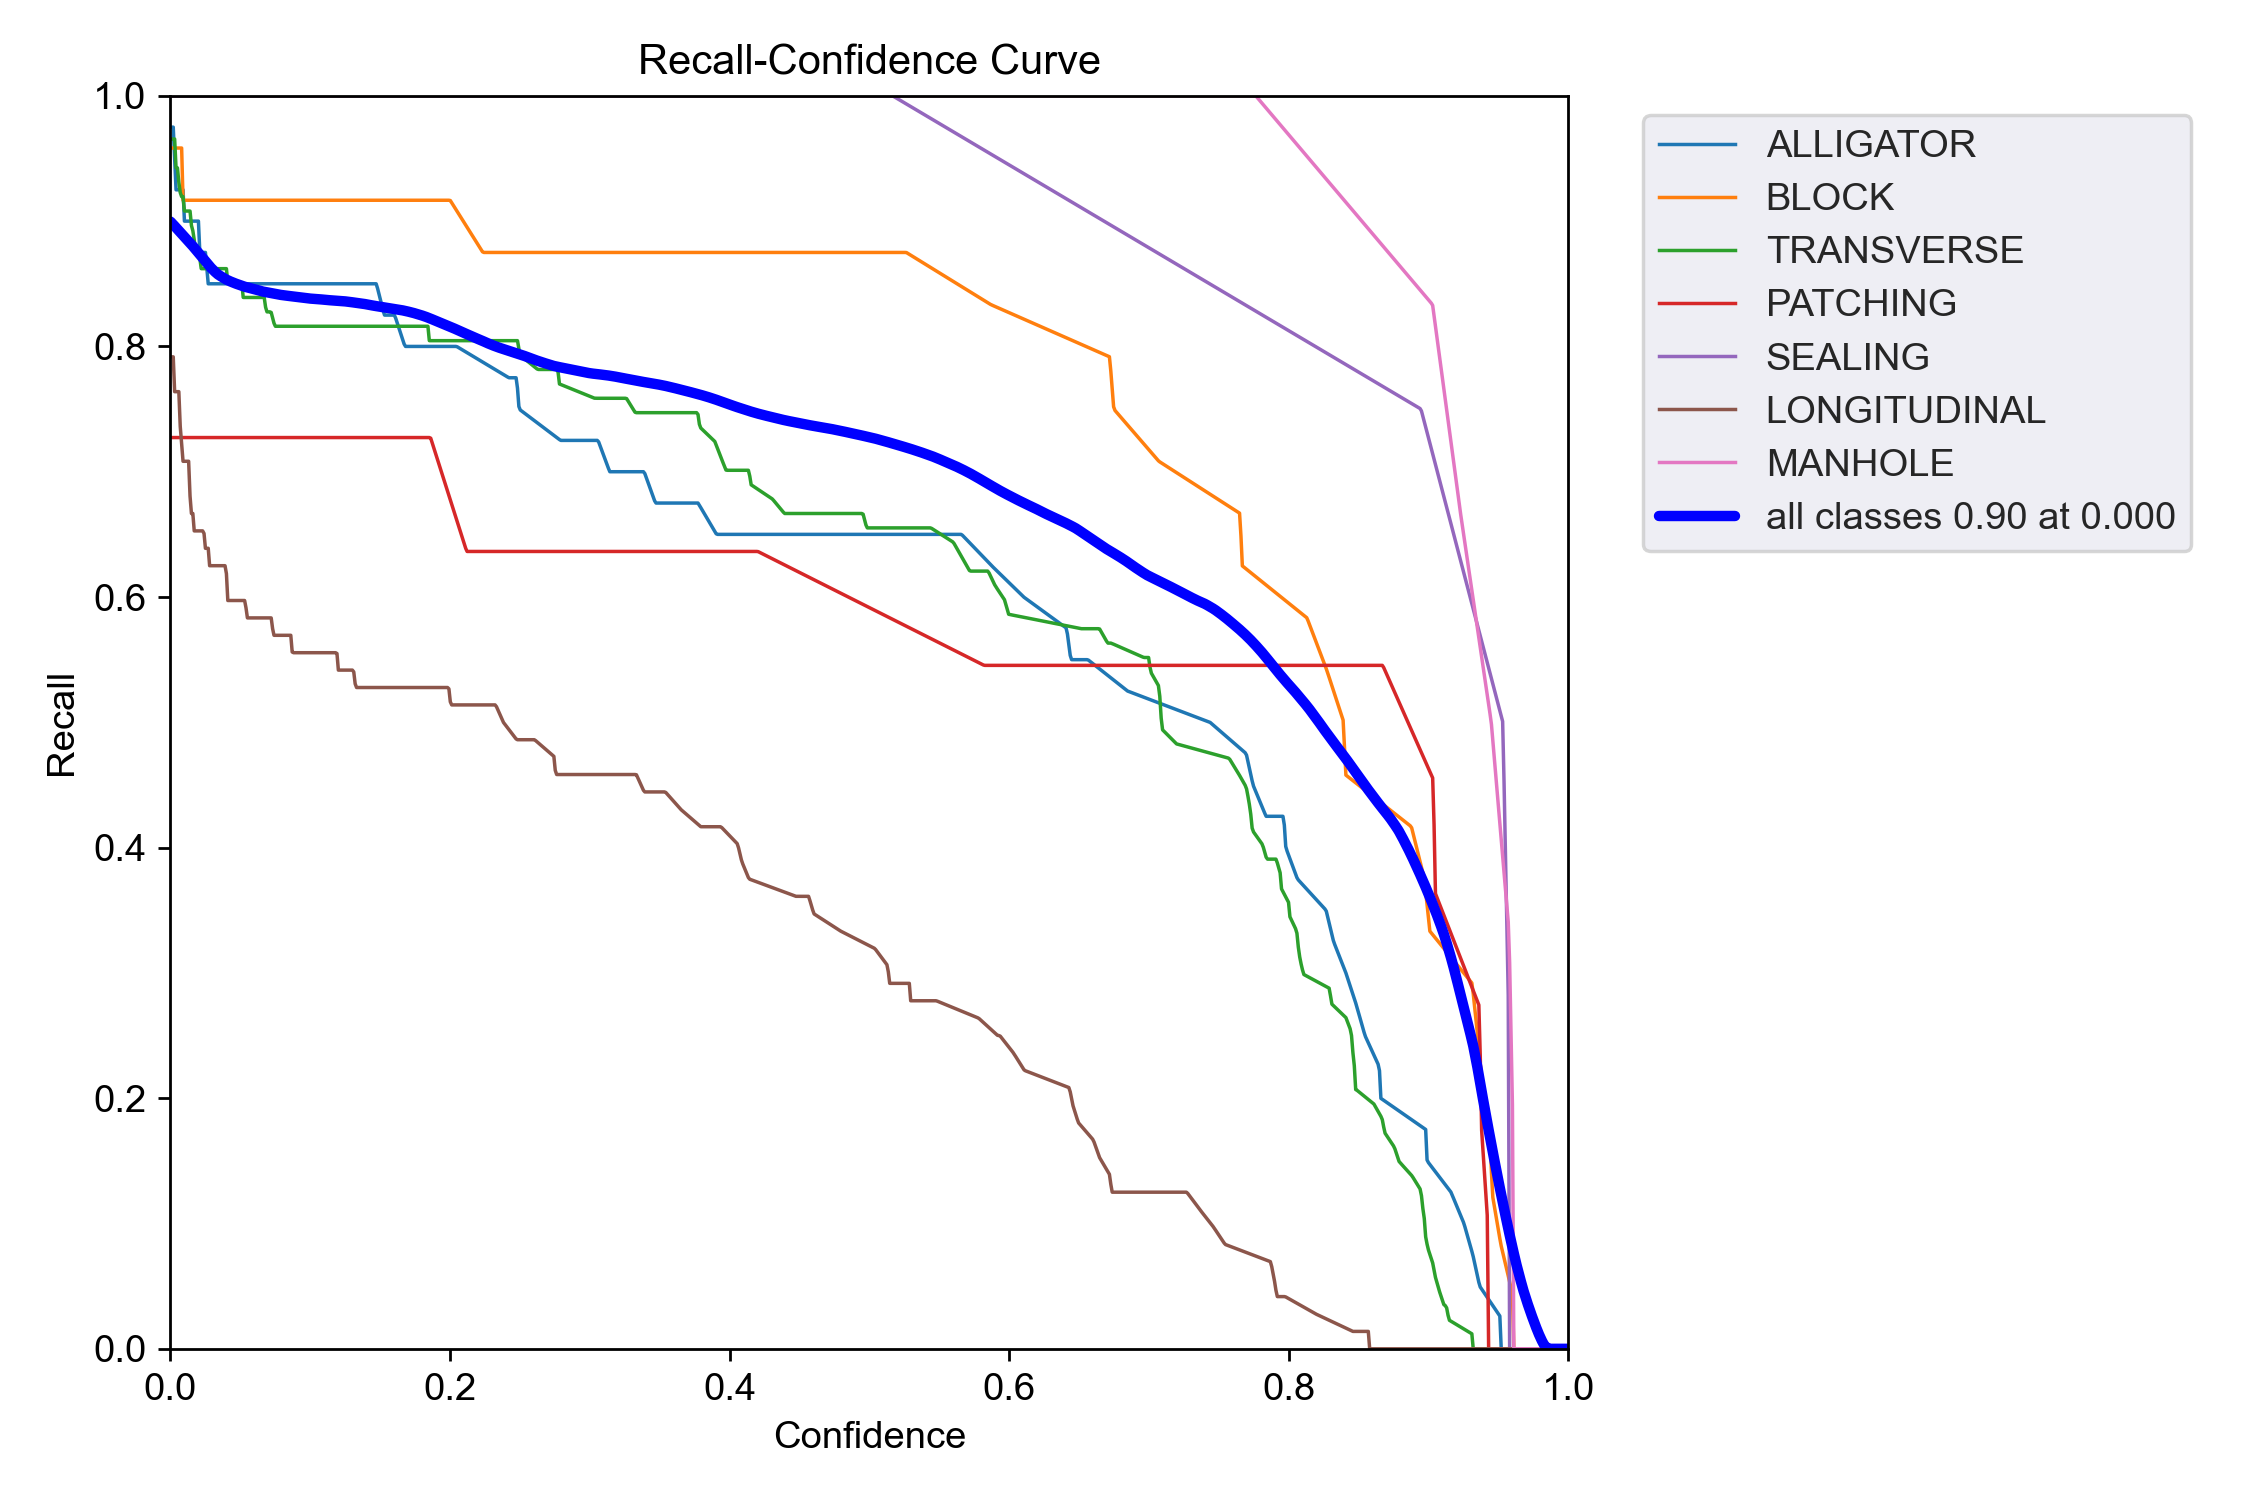 Recall-Confidence Curve
1.0
0.8
0.6
0.4
0.2
0.0
Recall
0.0 0.2 0.4 0.6 0.8 1.0
Confidence
ALLIGATOR
BLOCK
TRANSVERSE
PATCHING
SEALING
LONGITUDINAL
MANHOLE
all classes 0.90 at 0.000